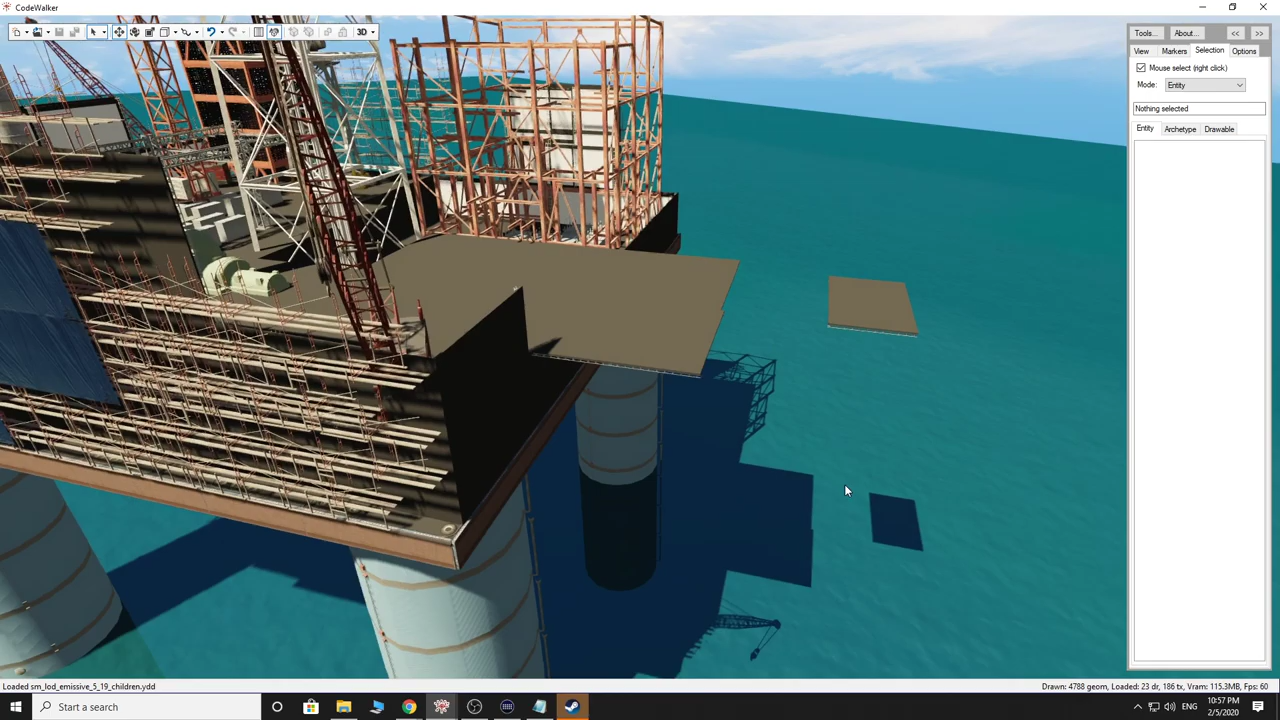 CodeWalker
3D
Tools...
About...
<<
>>
View
Markers
Selection
Options
Mouse select (right click)
Mode:
Entity
Nothing selected
Entity
Archetype
Drawable
Loaded sm_lod_emissive_5_19_children.ydd
Drawn: 4788 geom, Loaded: 23 dr, 186 tx, Vram: 115.3MB, Fps: 60
Start a search
ENG
10:57 PM
2/5/2020